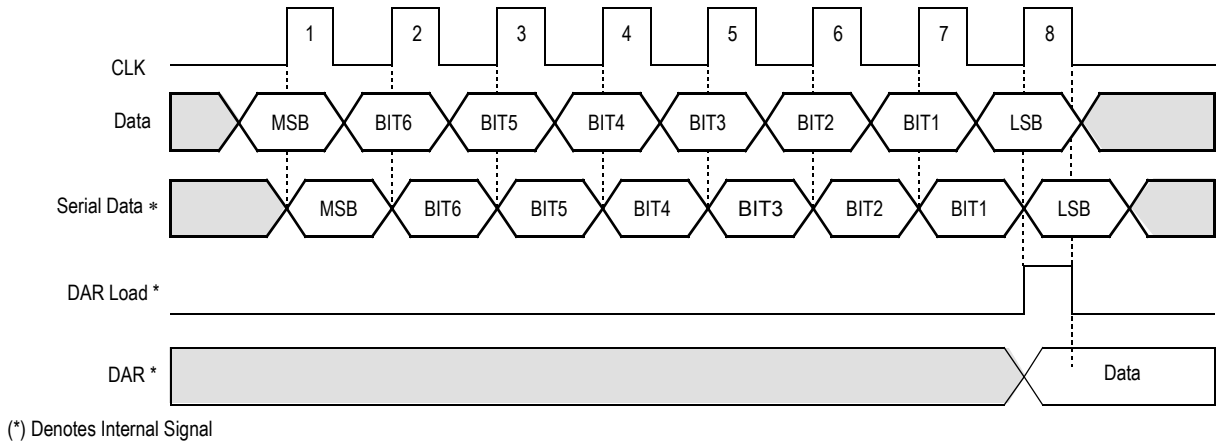 1 2 3 4 5 6 7 8
CLK
Data MSB BIT6 BIT5 BIT4 BIT3 BIT2 BIT1 LSB
Serial Data * MSB BIT6 BIT5 BIT4 BIT3 BIT2 BIT1 LSB
DAR Load *
DAR * Data
(*) Denotes Internal Signal